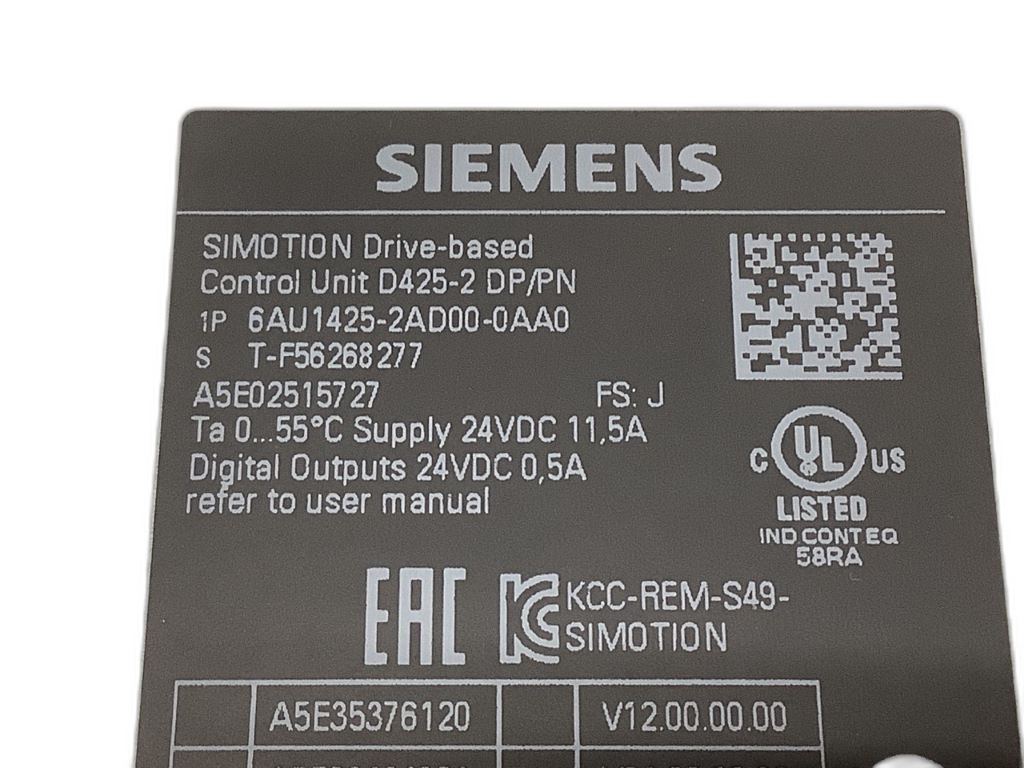 SIEMENS
SIMOTION Drive-based
Control Unit D425-2 DP/PN
1P 6AU1425-2AD00-0AA0
S T-F56268277
A5E02515727 FS: J
Ta 0...55°C Supply 24VDC 11,5A
Digital Outputs 24VDC 0,5A
refer to user manual
C UL US
LISTED
IND CONT EQ
58RA
EAC
KC KCC-REM-S49-
SIMOTION
A5E35376120 V12.00.00.00